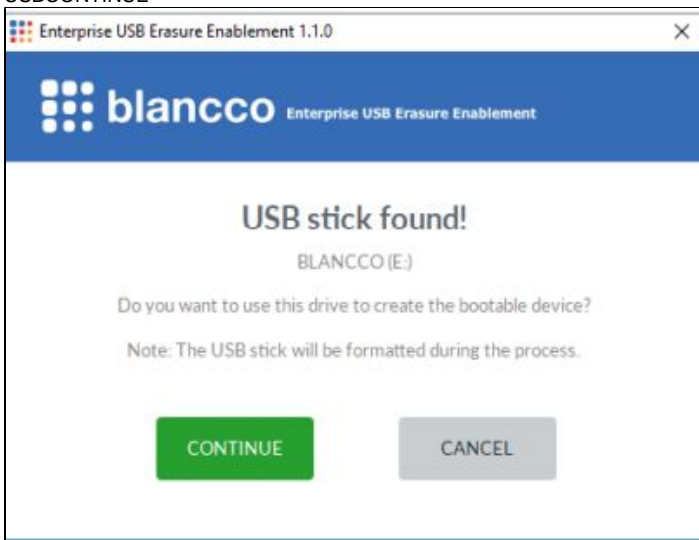 Enterprise USB Erasure Enablement 1.1.0
blancco Enterprise USB Erasure Enablement
USB stick found!
BLANCCO (E:)
Do you want to use this drive to create the bootable device?
Note: The USB stick will be formatted during the process.
CONTINUE CANCEL